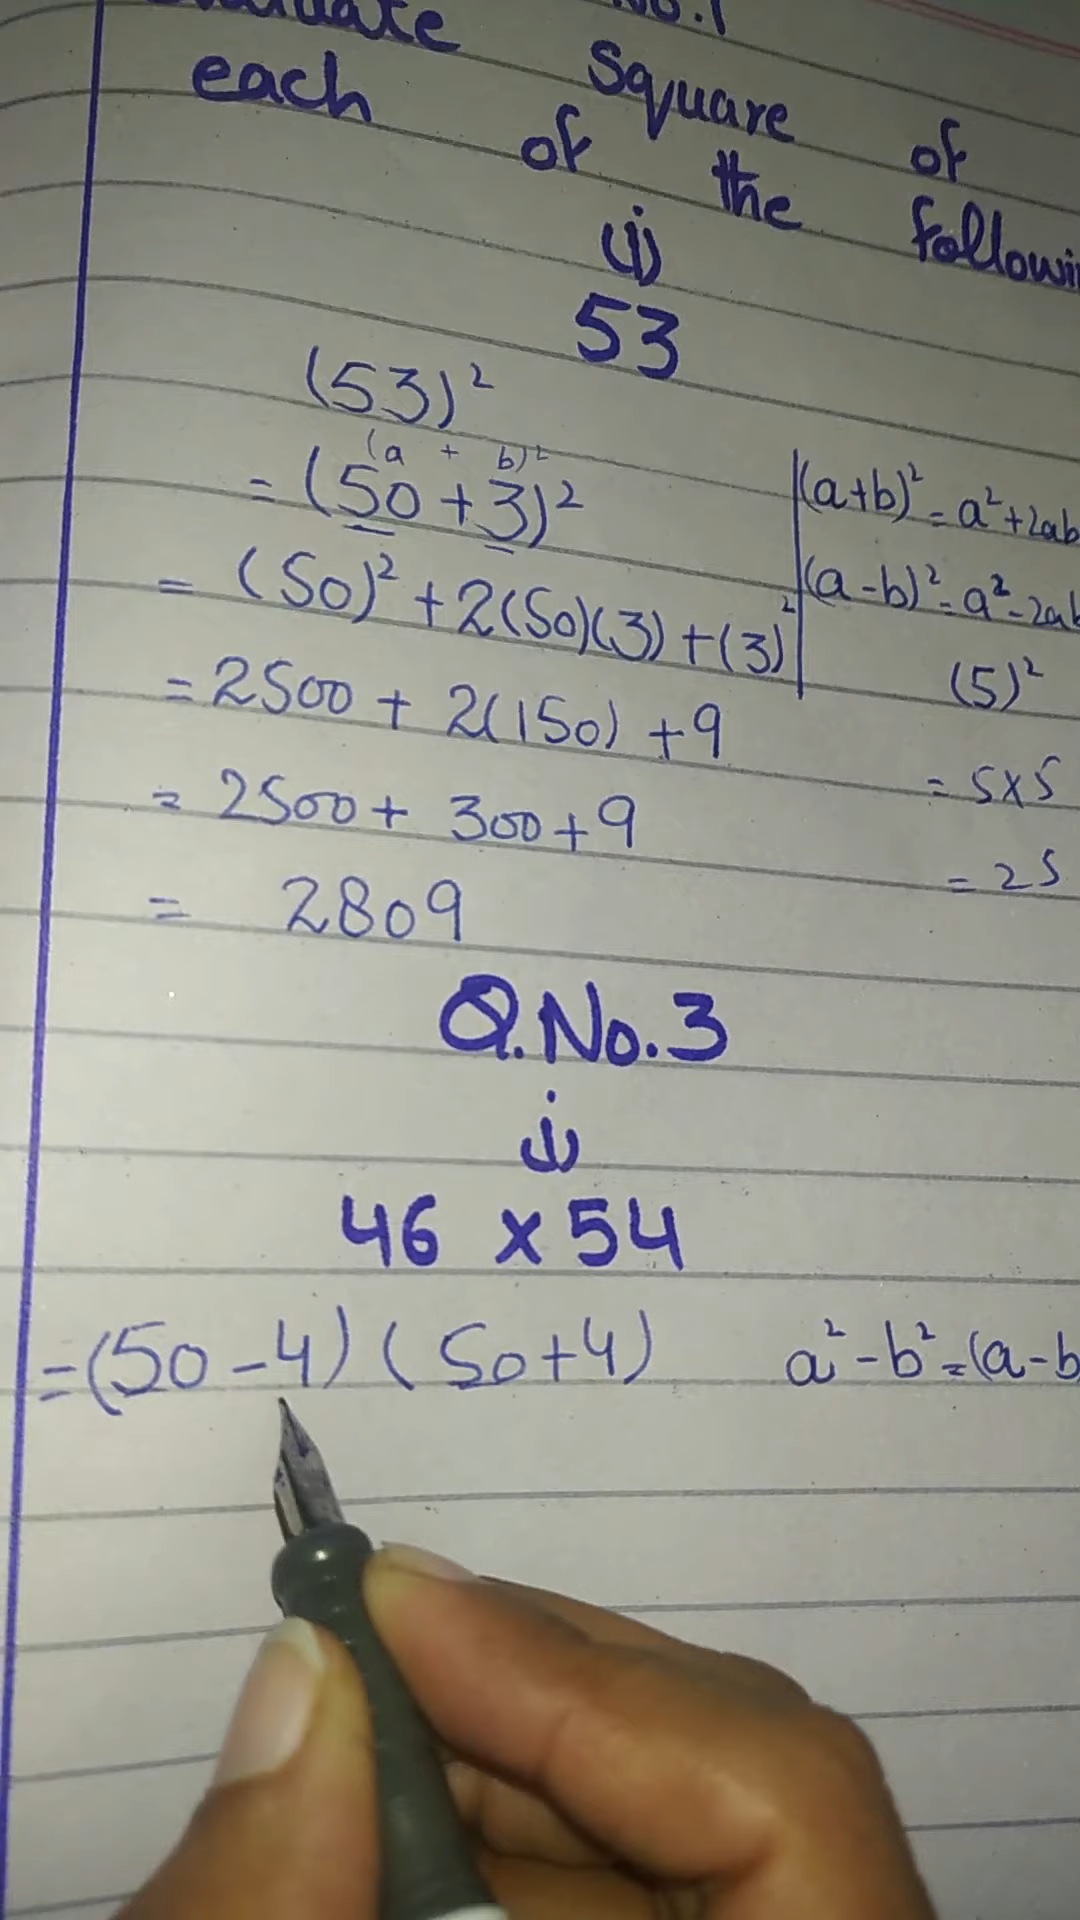 No.1
Square of
each of the
(i)
53
(53)²
(a + b)²
= (50 + 3)²
(a+b)² = a² + 2ab
= (50)² + 2(50)(3) + (3)²
(a-b)² = a² - 2ab
(5)²
= 2500 + 2(150) + 9
= 5x5
= 2500 + 300 + 9
= 25
= 2809
Q.No.3
(i)
46 x 54
= (50 - 4) (50 + 4)
a² - b² = (a - b